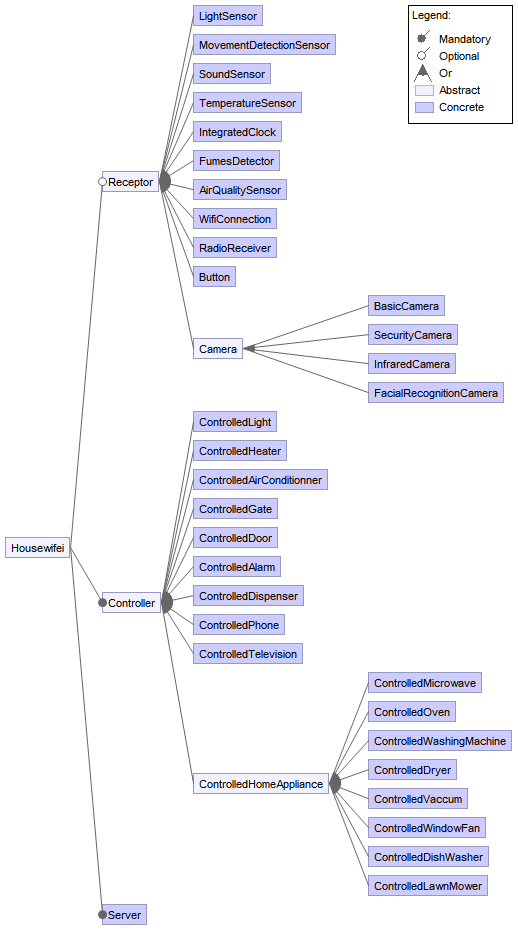 Legend:
Mandatory
Optional
Or
Abstract
Concrete
LightSensor
MovementDetectionSensor
SoundSensor
TemperatureSensor
IntegratedClock
FumesDetector
Receptor
AirQualitySensor
WifiConnection
RadioReceiver
Button
Camera
BasicCamera
SecurityCamera
InfraredCamera
FacialRecognitionCamera
Housewifei
Controller
ControlledLight
ControlledHeater
ControlledAirConditionner
ControlledGate
ControlledDoor
ControlledAlarm
ControlledDispenser
ControlledPhone
ControlledTelevision
ControlledHomeAppliance
ControlledMicrowave
ControlledOven
ControlledWashingMachine
ControlledDryer
ControlledVaccum
ControlledWindowFan
ControlledDishWasher
ControlledLawnMower
Server